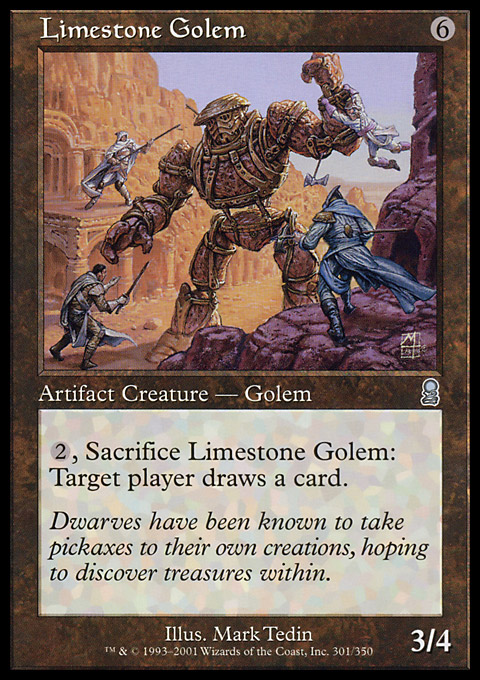 Limestone Golem 6
Artifact Creature — Golem
2, Sacrifice Limestone Golem:
Target player draws a card.
Dwarves have been known to take
pickaxes to their own creations, hoping
to discover treasures within.
Illus. Mark Tedin
™ & © 1993–2001 Wizards of the Coast, Inc. 301/350
3/4